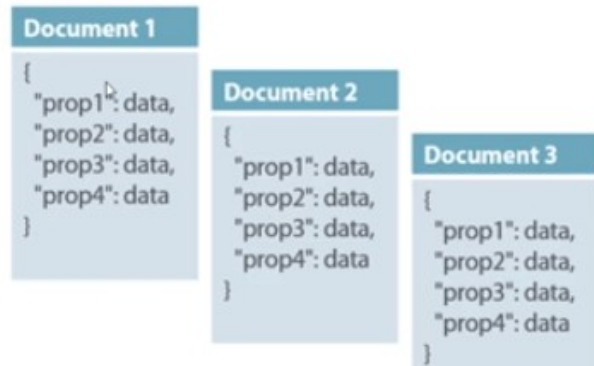 Document 1
{
"prop1": data,
"prop2": data,
"prop3": data,
"prop4": data
}
Document 2
{
"prop1": data,
"prop2": data,
"prop3": data,
"prop4": data
}
Document 3
{
"prop1": data,
"prop2": data,
"prop3": data,
"prop4": data
}